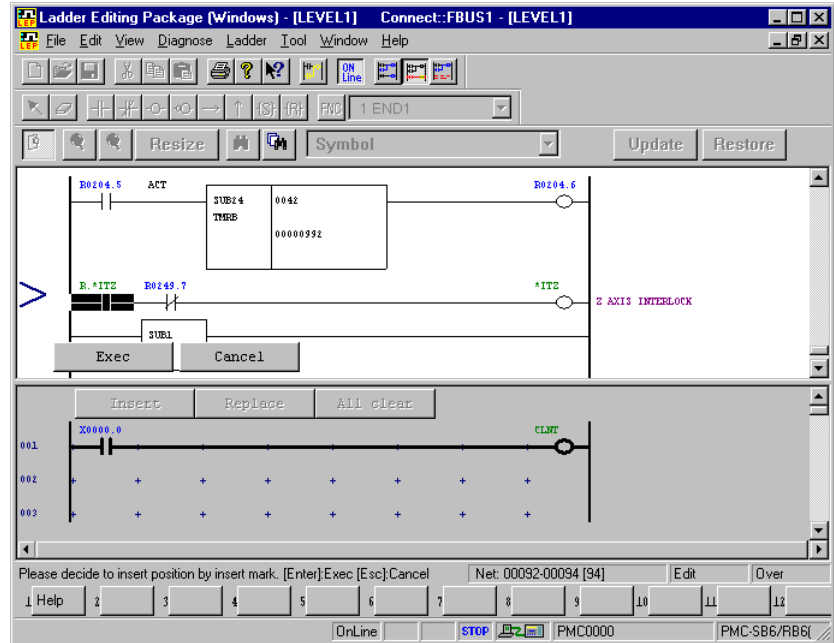 Ladder Editing Package (Windows) - [LEVEL1] Connect::FBUS1 - [LEVEL1]
File Edit View Diagnose Ladder Tool Window Help
ON Line
(S) (R) FNC 1 END1
Resize Symbol Update Restore
R0204.5 ACT R0204.6
SUB24 0042
TMRB
00000992
R.*ITZ R0249.7 *ITZ
Z AXIS INTERLOCK
SUB1
Exec Cancel
Insert Replace All clear
X0000.0 CLNT
001
002
003
Please decide to insert position by insert mark. [Enter]:Exec [Esc]:Cancel Net: 00092-00094 [94] Edit Over
1 Help 2 3 4 5 6 7 8 9 10 11 12
OnLine STOP PMC0000 PMC-SB6/RB6(